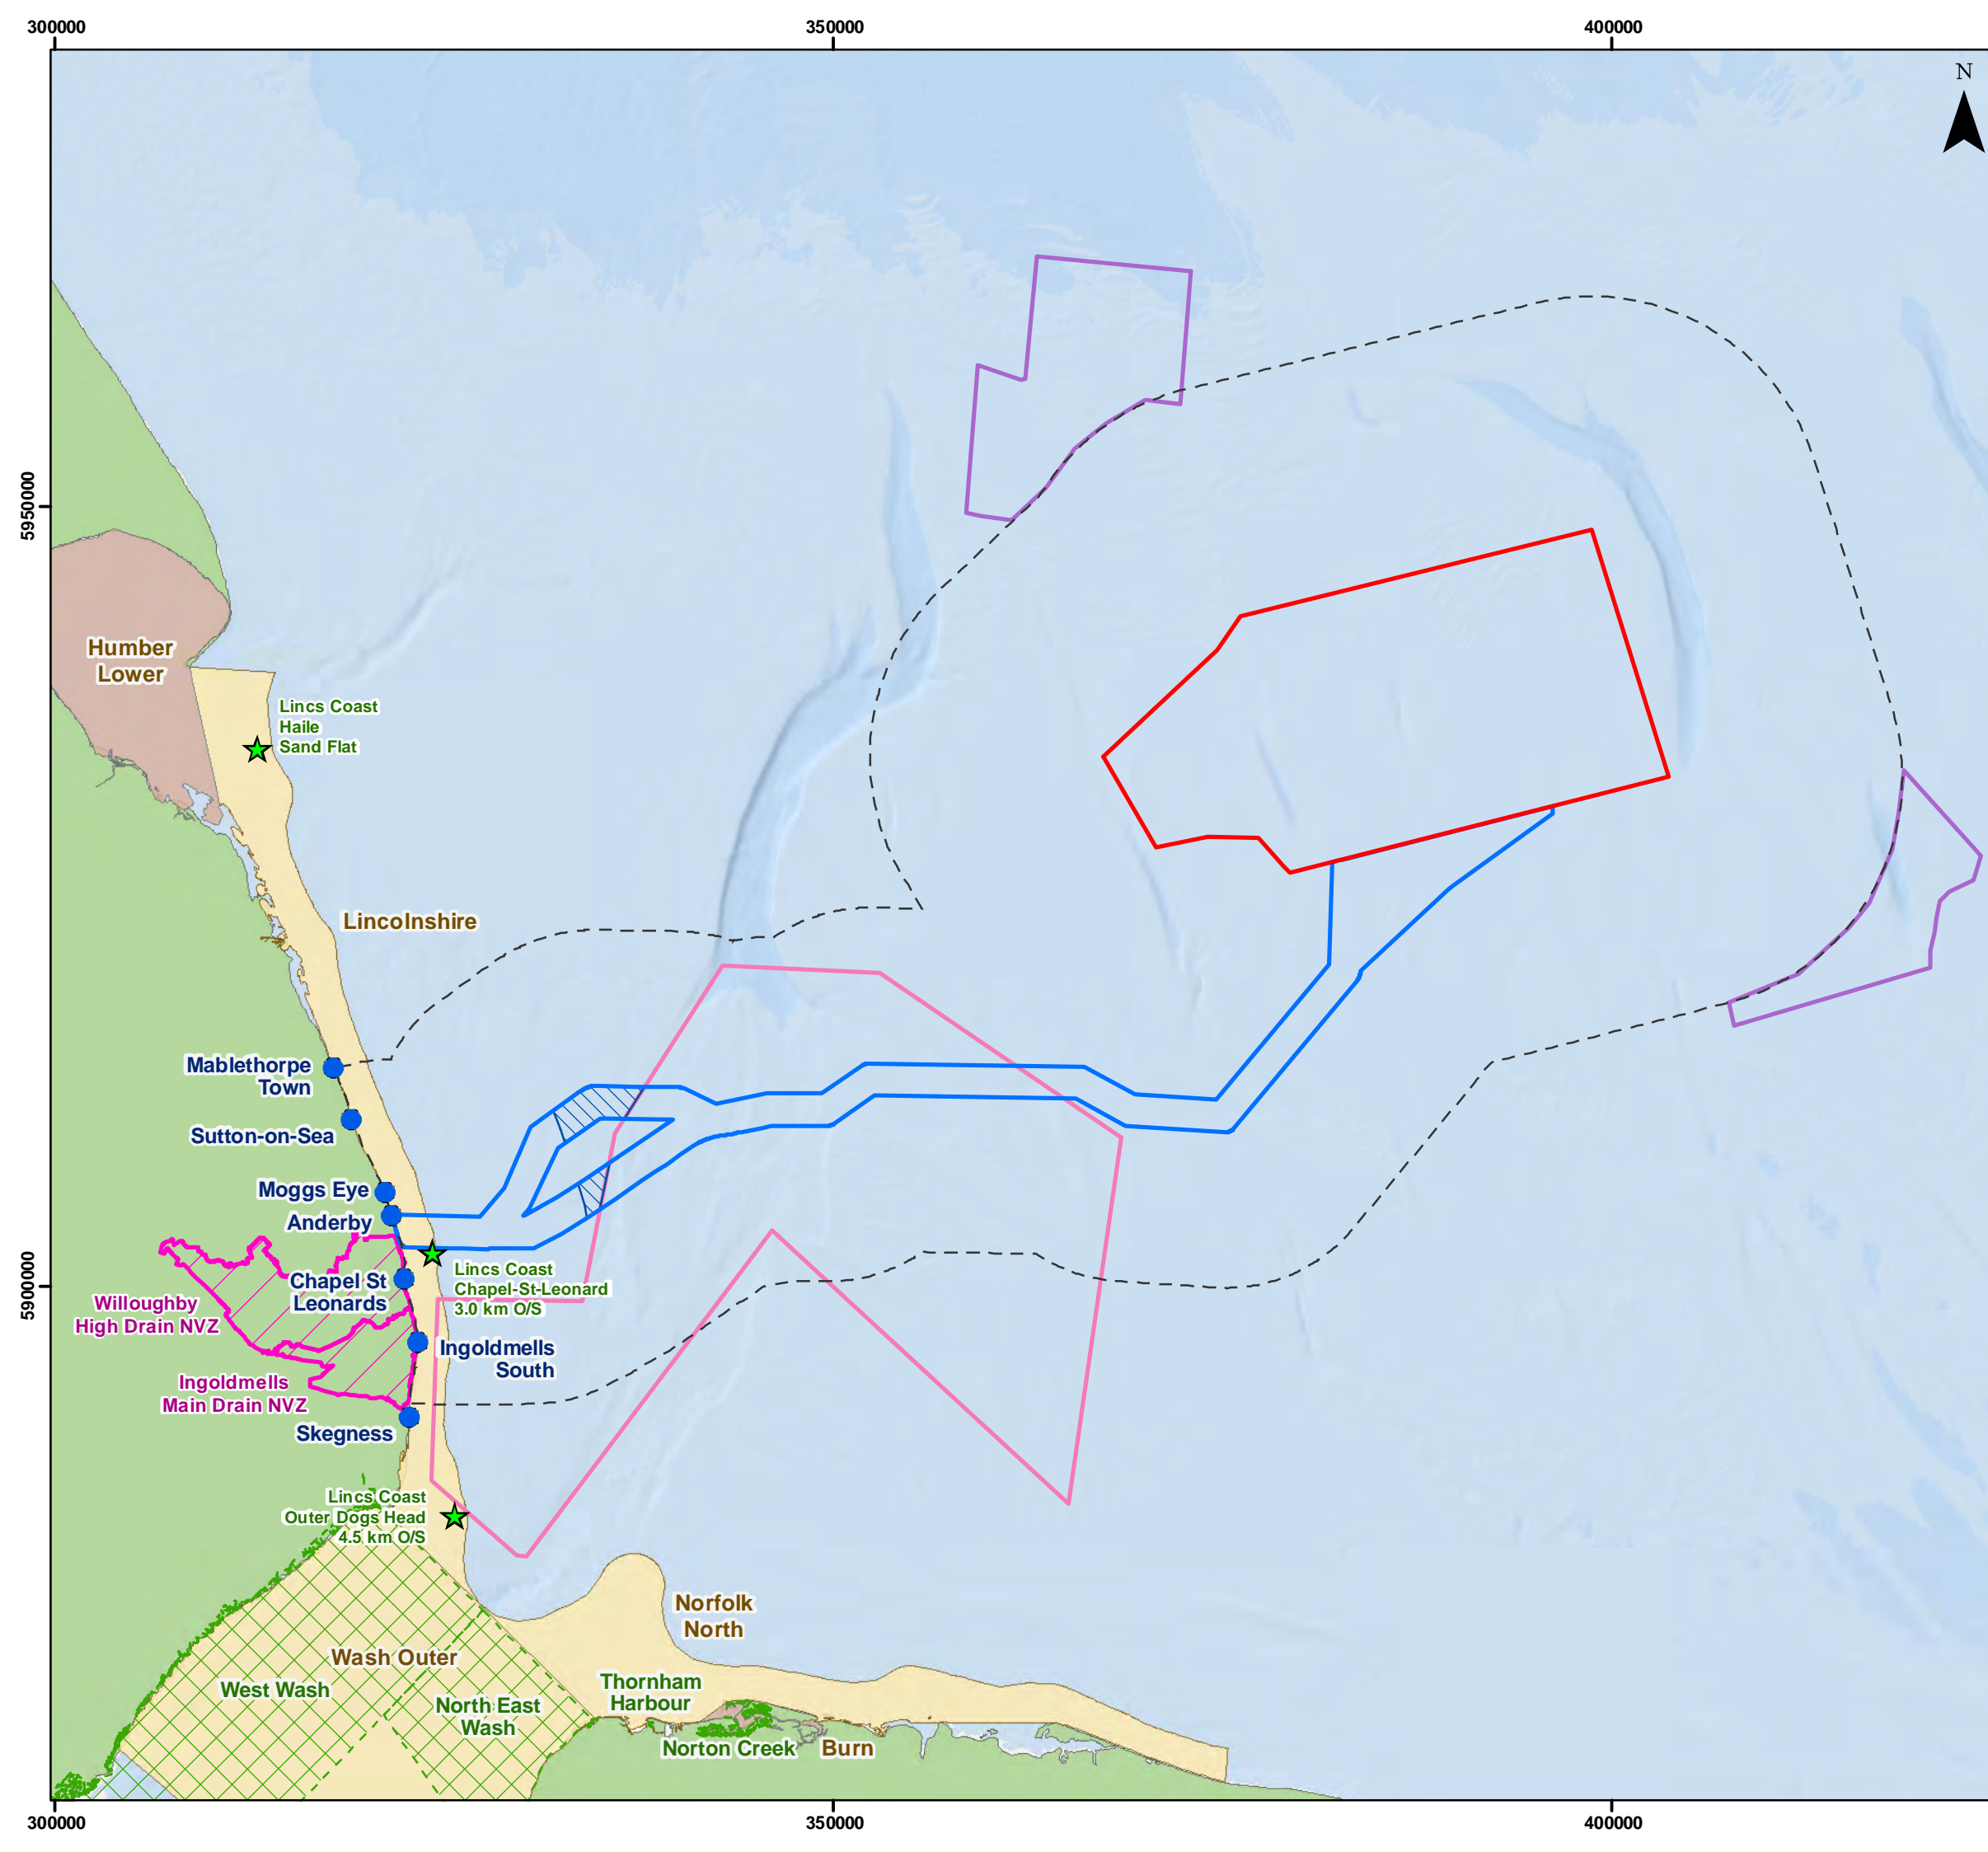 300000
350000
400000
N
5950000
Humber
Lower
Lincs Coast
Haile
Sand Flat
Lincolnshire
Mablethorpe
Town
Sutton-on-Sea
Moggs Eye
Anderby
Lincs Coast
Chapel-St-Leonard
3.0 km O/S
Chapel St
Leonards
5900000
Willoughby
High Drain NVZ
Ingoldmells
South
Ingoldmells
Main Drain NVZ
Skegness
Lincs Coast
Outer Dogs Head
4.5 km O/S
Norfolk
North
Wash Outer
West Wash
Thornham
Harbour
North East
Wash
Norton Creek
Burn
300000
350000
400000